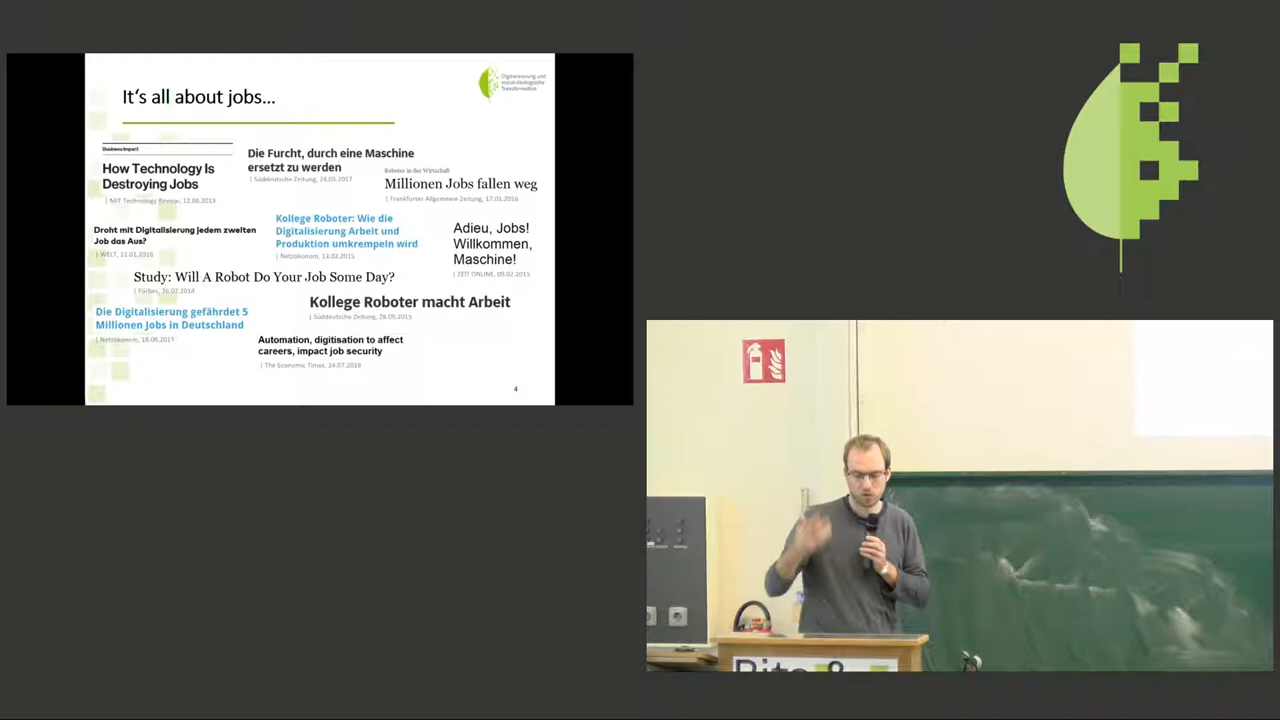 It's all about jobs...
Digitalisierung und
sozial-ökologische
Transformation
Business Impact
How Technology Is
Destroying Jobs
| MIT Technology Review, 12.06.2013
Die Furcht, durch eine Maschine
ersetzt zu werden
| Süddeutsche Zeitung, 24.05.2017
Roboter in der Wirtschaft
Millionen Jobs fallen weg
| Frankfurter Allgemeine Zeitung, 17.01.2016
Droht mit Digitalisierung jedem zweiten
Job das Aus?
| WELT, 11.01.2016
Kollege Roboter: Wie die
Digitalisierung Arbeit und
Produktion umkrempeln wird
| Netzökonom, 13.03.2015
Adieu, Jobs!
Willkommen,
Maschine!
| ZEIT ONLINE, 09.02.2015
Study: Will A Robot Do Your Job Some Day?
| Forbes, 26.02.2014
Kollege Roboter macht Arbeit
| Süddeutsche Zeitung, 28.09.2015
Die Digitalisierung gefährdet 5
Millionen Jobs in Deutschland
| Netzökonom, 18.06.2015
Automation, digitisation to affect
careers, impact job security
| The Economic Times, 24.07.2016
4
Bits &